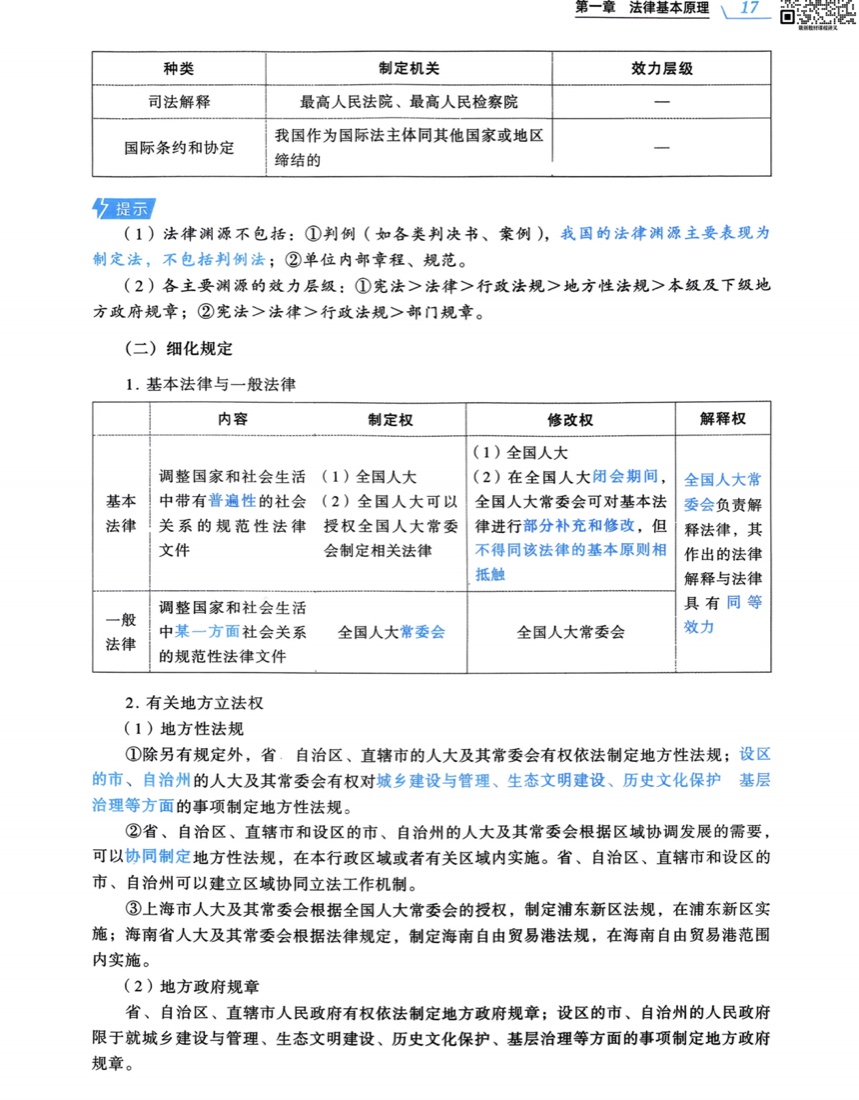 第一章 法律基本原理 17
种类 制定机关 效力层级
司法解释 最高人民法院、最高人民检察院 —
国际条约和协定 我国作为国际法主体同其他国家或地区
缔结的 —
提示
（1）法律渊源不包括：①判例（如各类判决书、案例），我国的法律渊源主要表现为
制定法，不包括判例法；②单位内部章程、规范。
（2）各主要渊源的效力层级：①宪法＞法律＞行政法规＞地方性法规＞本级及下级地
方政府规章；②宪法＞法律＞行政法规＞部门规章。
（二）细化规定
1. 基本法律与一般法律
内容 制定权 修改权 解释权
基本
法律
调整国家和社会生活
中带有普遍性的社会
关系的规范性法律
文件
（1）全国人大
（2）全国人大可以
授权全国人大常委
会制定相关法律
（1）全国人大
（2）在全国人大闭会期间，
全国人大常委会可对基本法
律进行部分补充和修改，但
不得同该法律的基本原则相
抵触
全国人大常
委会负责解
释法律，其
作出的法律
解释与法律
具有同等
效力
一般
法律
调整国家和社会生活
中某一方面社会关系
的规范性法律文件
全国人大常委会
全国人大常委会
2. 有关地方立法权
（1）地方性法规
①除另有规定外，省 自治区、直辖市的人大及其常委会有权依法制定地方性法规；设区
的市、自治州的人大及其常委会有权对城乡建设与管理、生态文明建设、历史文化保护 基层
治理等方面的事项制定地方性法规。
②省、自治区、直辖市和设区的市、自治州的人大及其常委会根据区域协调发展的需要，
可以协同制定地方性法规，在本行政区域或者有关区域内实施。省、自治区、直辖市和设区的
市、自治州可以建立区域协同立法工作机制。
③上海市人大及其常委会根据全国人大常委会的授权，制定浦东新区法规，在浦东新区实
施；海南省人大及其常委会根据法律规定，制定海南自由贸易港法规，在海南自由贸易港范围
内实施。
（2）地方政府规章
省、自治区、直辖市人民政府有权依法制定地方政府规章；设区的市、自治州的人民政府
限于就城乡建设与管理、生态文明建设、历史文化保护、基层治理等方面的事项制定地方政府
规章。